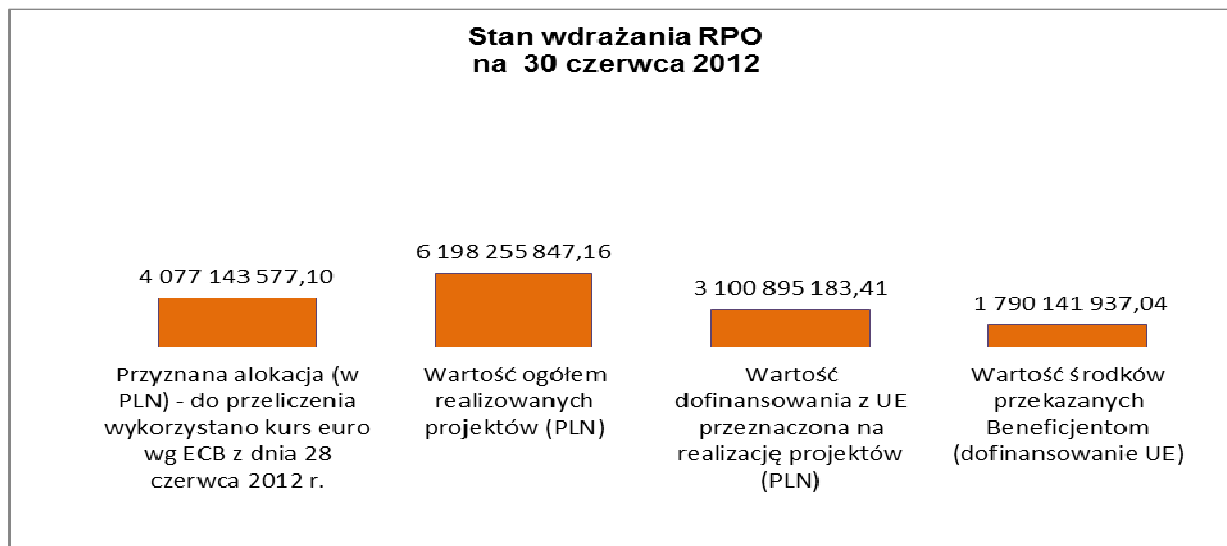 Stan wdrażania RPO
na 30 czerwca 2012
4 077 143 577,10
6 198 255 847,16
3 100 895 183,41
1 790 141 937,04
Przyznana alokacja (w
PLN) - do przeliczenia
wykorzystano kurs euro
wg ECB z dnia 28
czerwca 2012 r.
Wartość ogółem
realizowanych
projektów (PLN)
Wartość
dofinansowania z UE
przeznaczona na
realizację projektów
(PLN)
Wartość środków
przekazanych
Beneficjentom
(dofinansowanie UE)